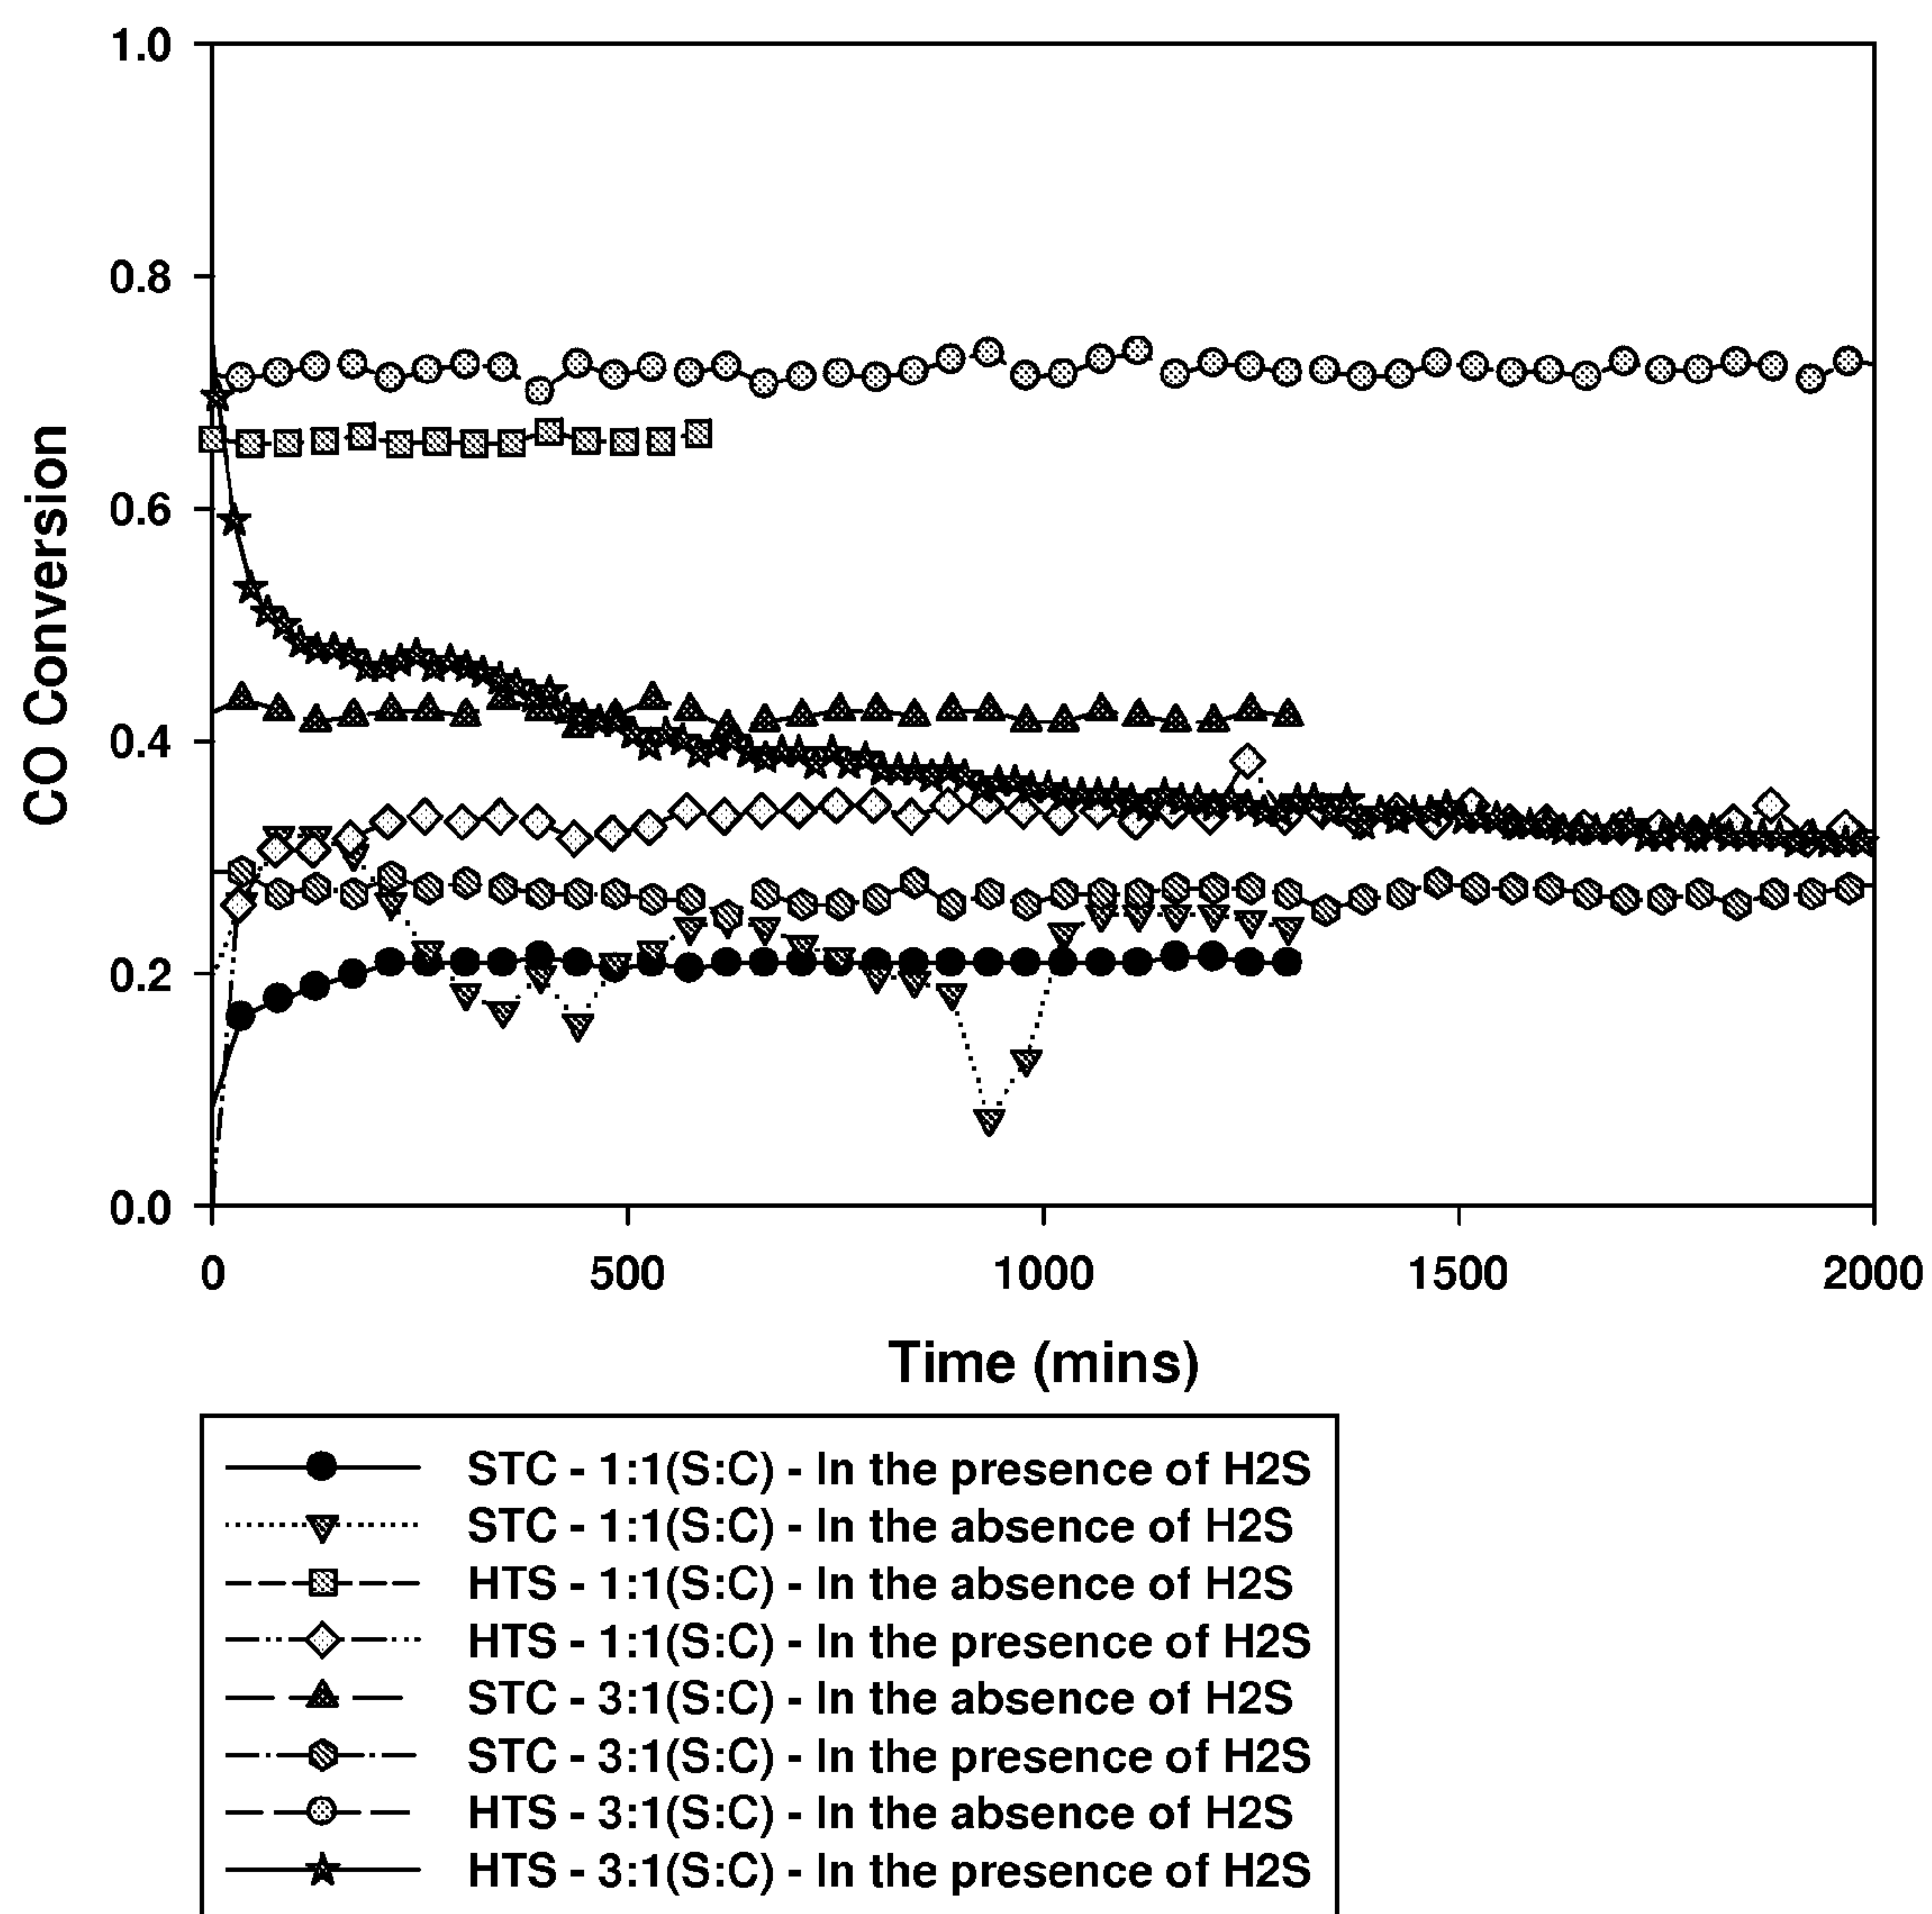 1.0
0.8
0.6
0.4
0.2
0.0
CO Conversion
0 500 1000 1500 2000
Time (mins)
STC - 1:1(S:C) - In the presence of H2S
STC - 1:1(S:C) - In the absence of H2S
HTS - 1:1(S:C) - In the absence of H2S
HTS - 1:1(S:C) - In the presence of H2S
STC - 3:1(S:C) - In the absence of H2S
STC - 3:1(S:C) - In the presence of H2S
HTS - 3:1(S:C) - In the absence of H2S
HTS - 3:1(S:C) - In the presence of H2S